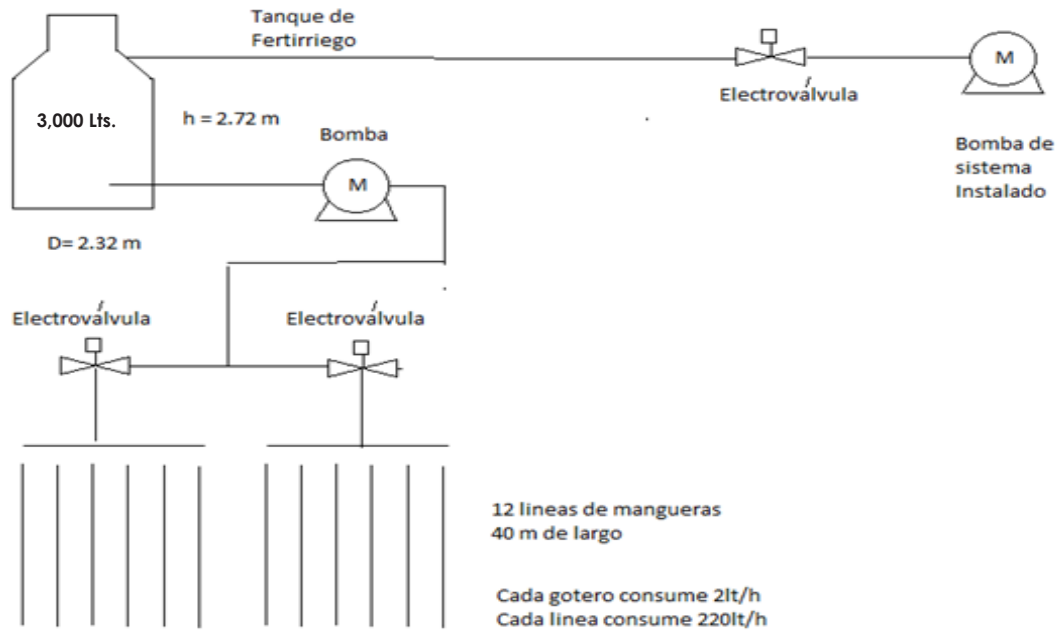 Tanque de
Fertirriego
M
Electroválvula
3,000 Lts.
h = 2.72 m
Bomba
M
Bomba de
sistema
Instalado
D= 2.32 m
Electroválvula
Electroválvula
12 lineas de mangueras
40 m de largo
Cada gotero consume 2lt/h
Cada linea consume 220lt/h